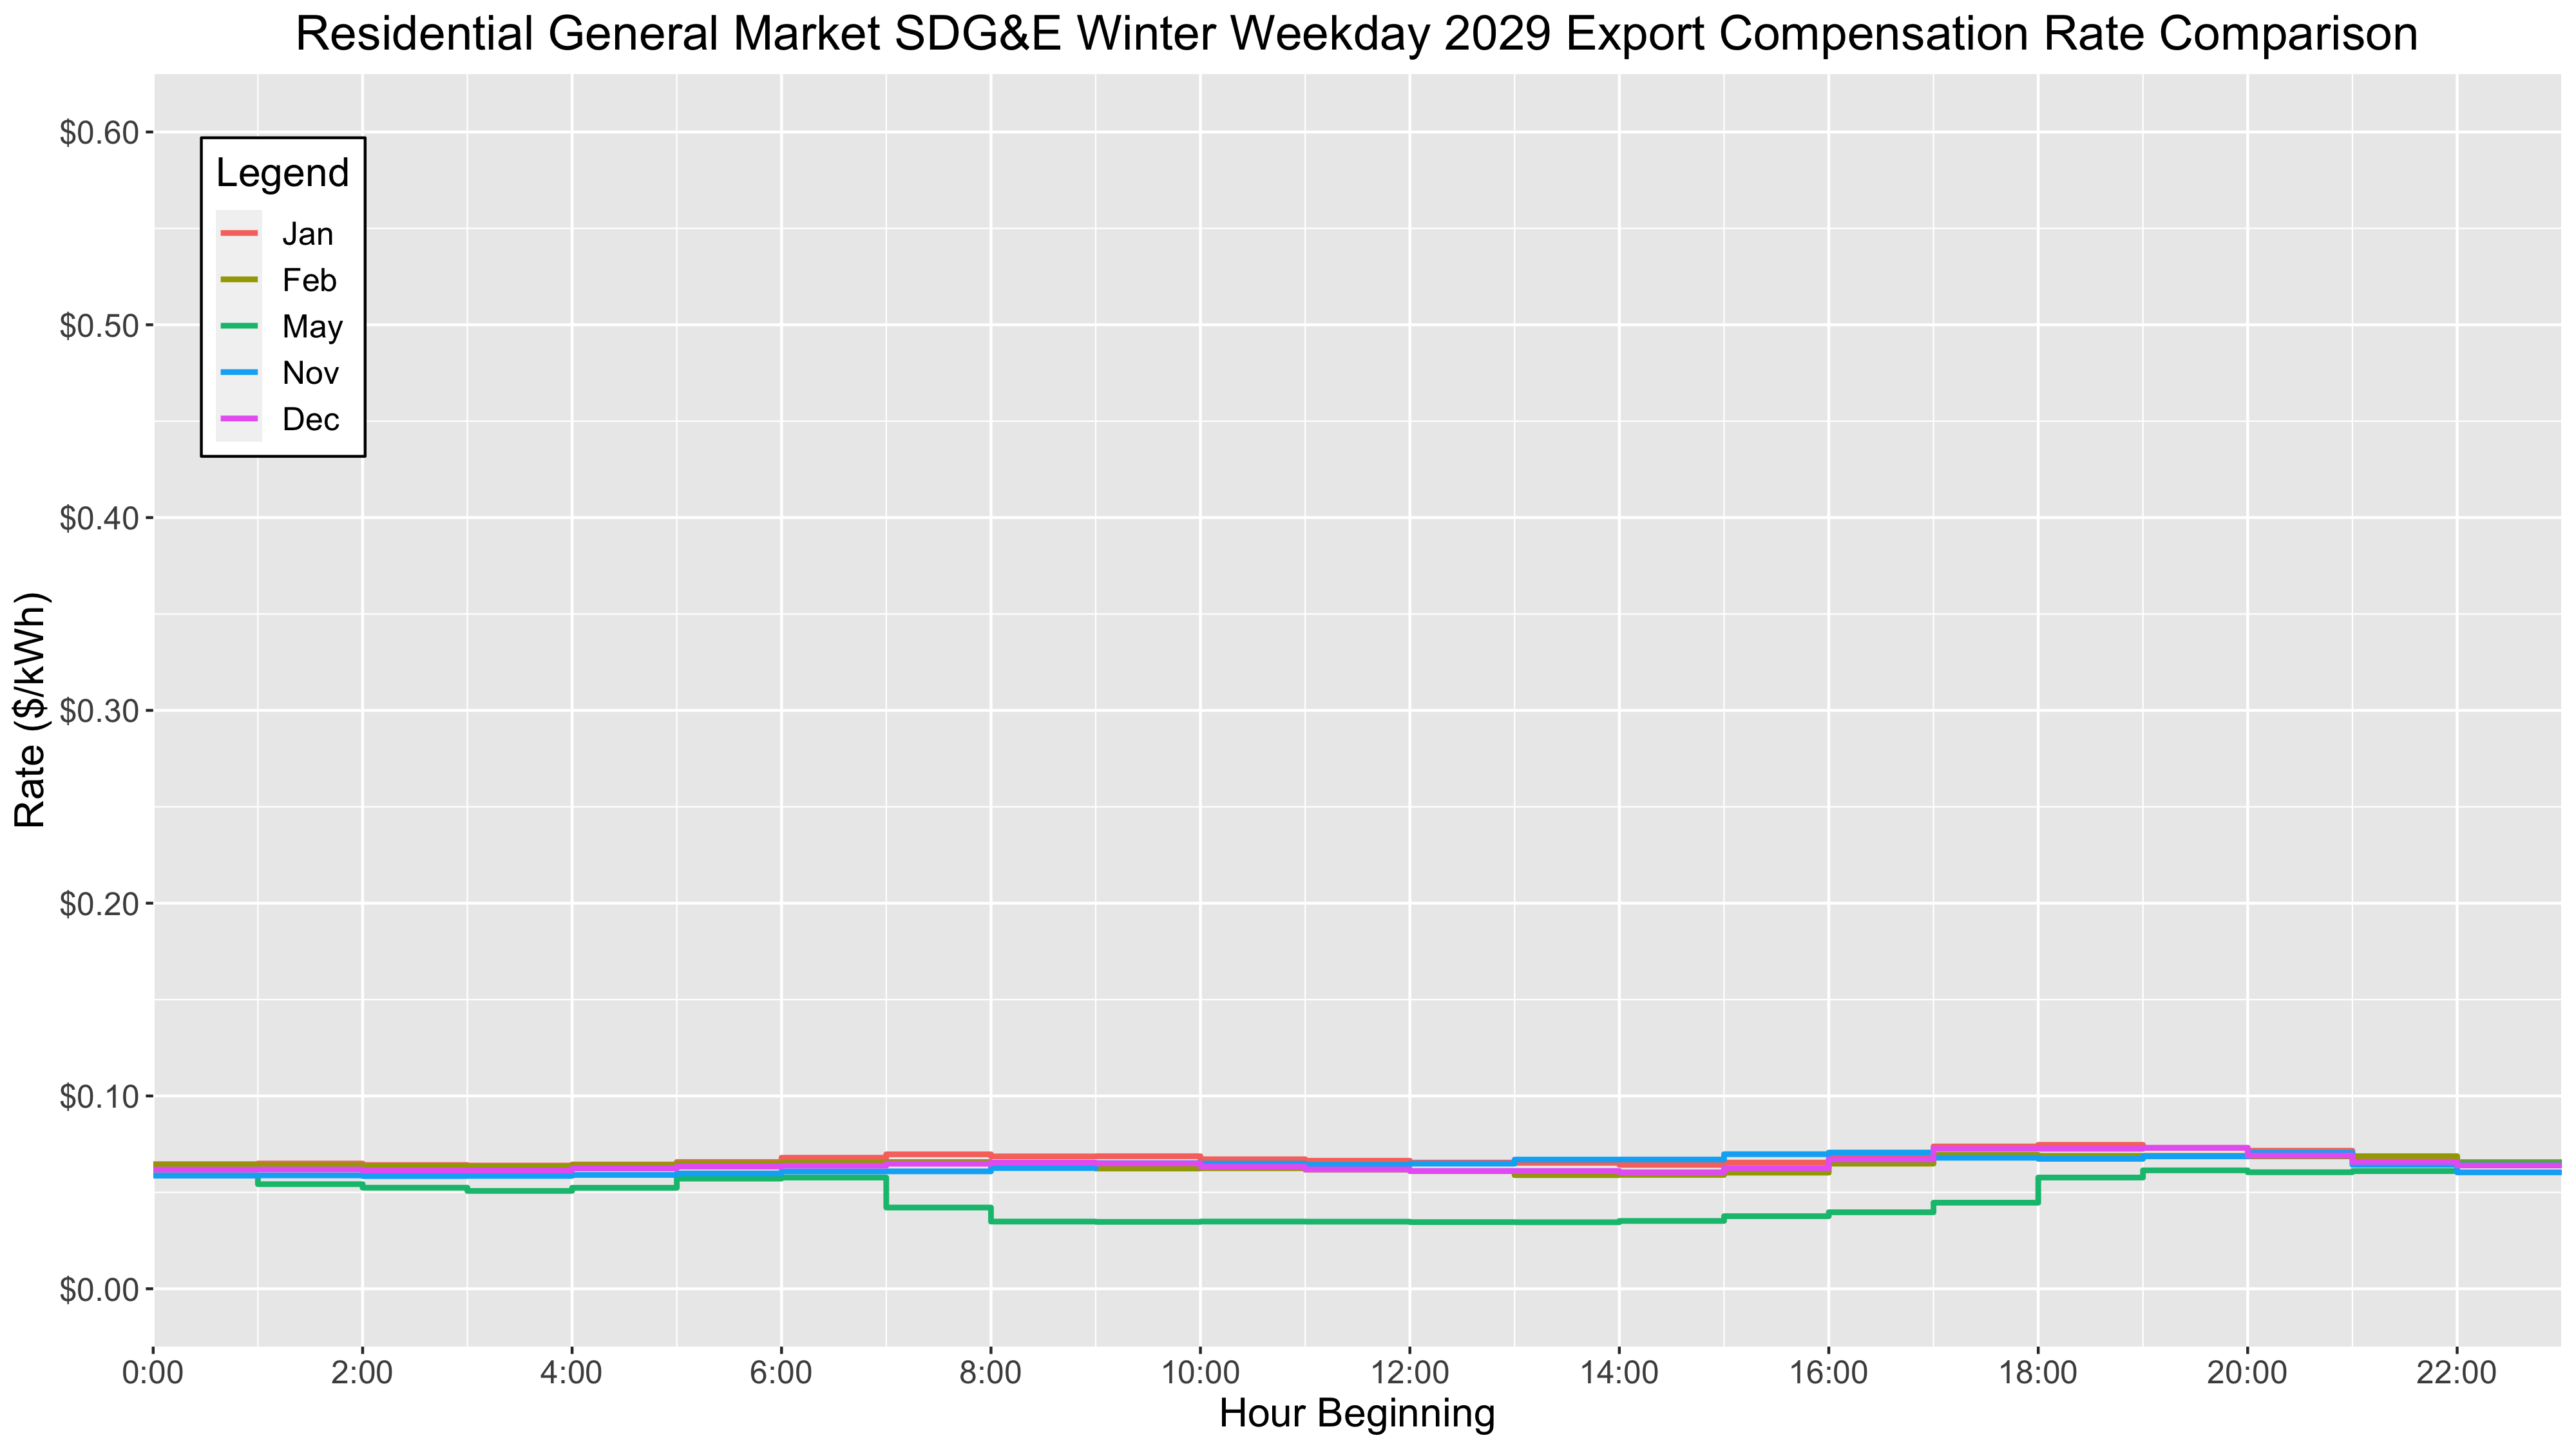 Residential General Market SDG&E Winter Weekday 2029 Export Compensation Rate Comparison
$0.60
Legend
Jan
Feb
May
Nov
Dec
$0.50
$0.40
$0.30
$0.20
$0.10
$0.00
Rate ($/kWh)
0:00 2:00 4:00 6:00 8:00 10:00 12:00 14:00 16:00 18:00 20:00 22:00
Hour Beginning